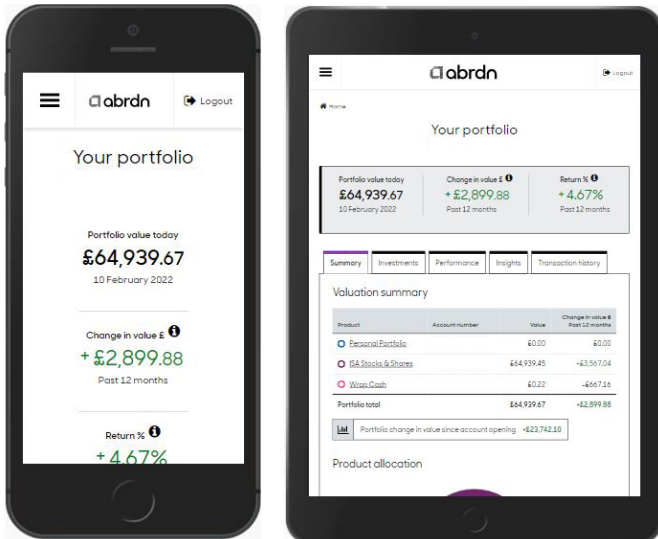 abrdn
Logout
Your portfolio
Portfolio value today
£64,939.67
10 February 2022
Change in value £
+£2,899.88
Past 12 months
Return %
+4.67%
abrdn
Logout
Home
Your portfolio
Portfolio value today Change in value £ Return %
£64,939.67 +£2,899.88 +4.67%
10 February 2022 Past 12 months Past 12 months
Summary Investments Performance Insights Transaction history
Valuation summary
Change in value £
Product Account number Value Past 12 months
Personal Portfolio £0.00 £0.00
ISA Stocks & Shares £64,939.45 +£3,567.04
Wrap Cash £0.22 -£667.16
Portfolio total £64,939.67 +£2,899.88
Portfolio change in value since account opening +£23,742.10
Product allocation